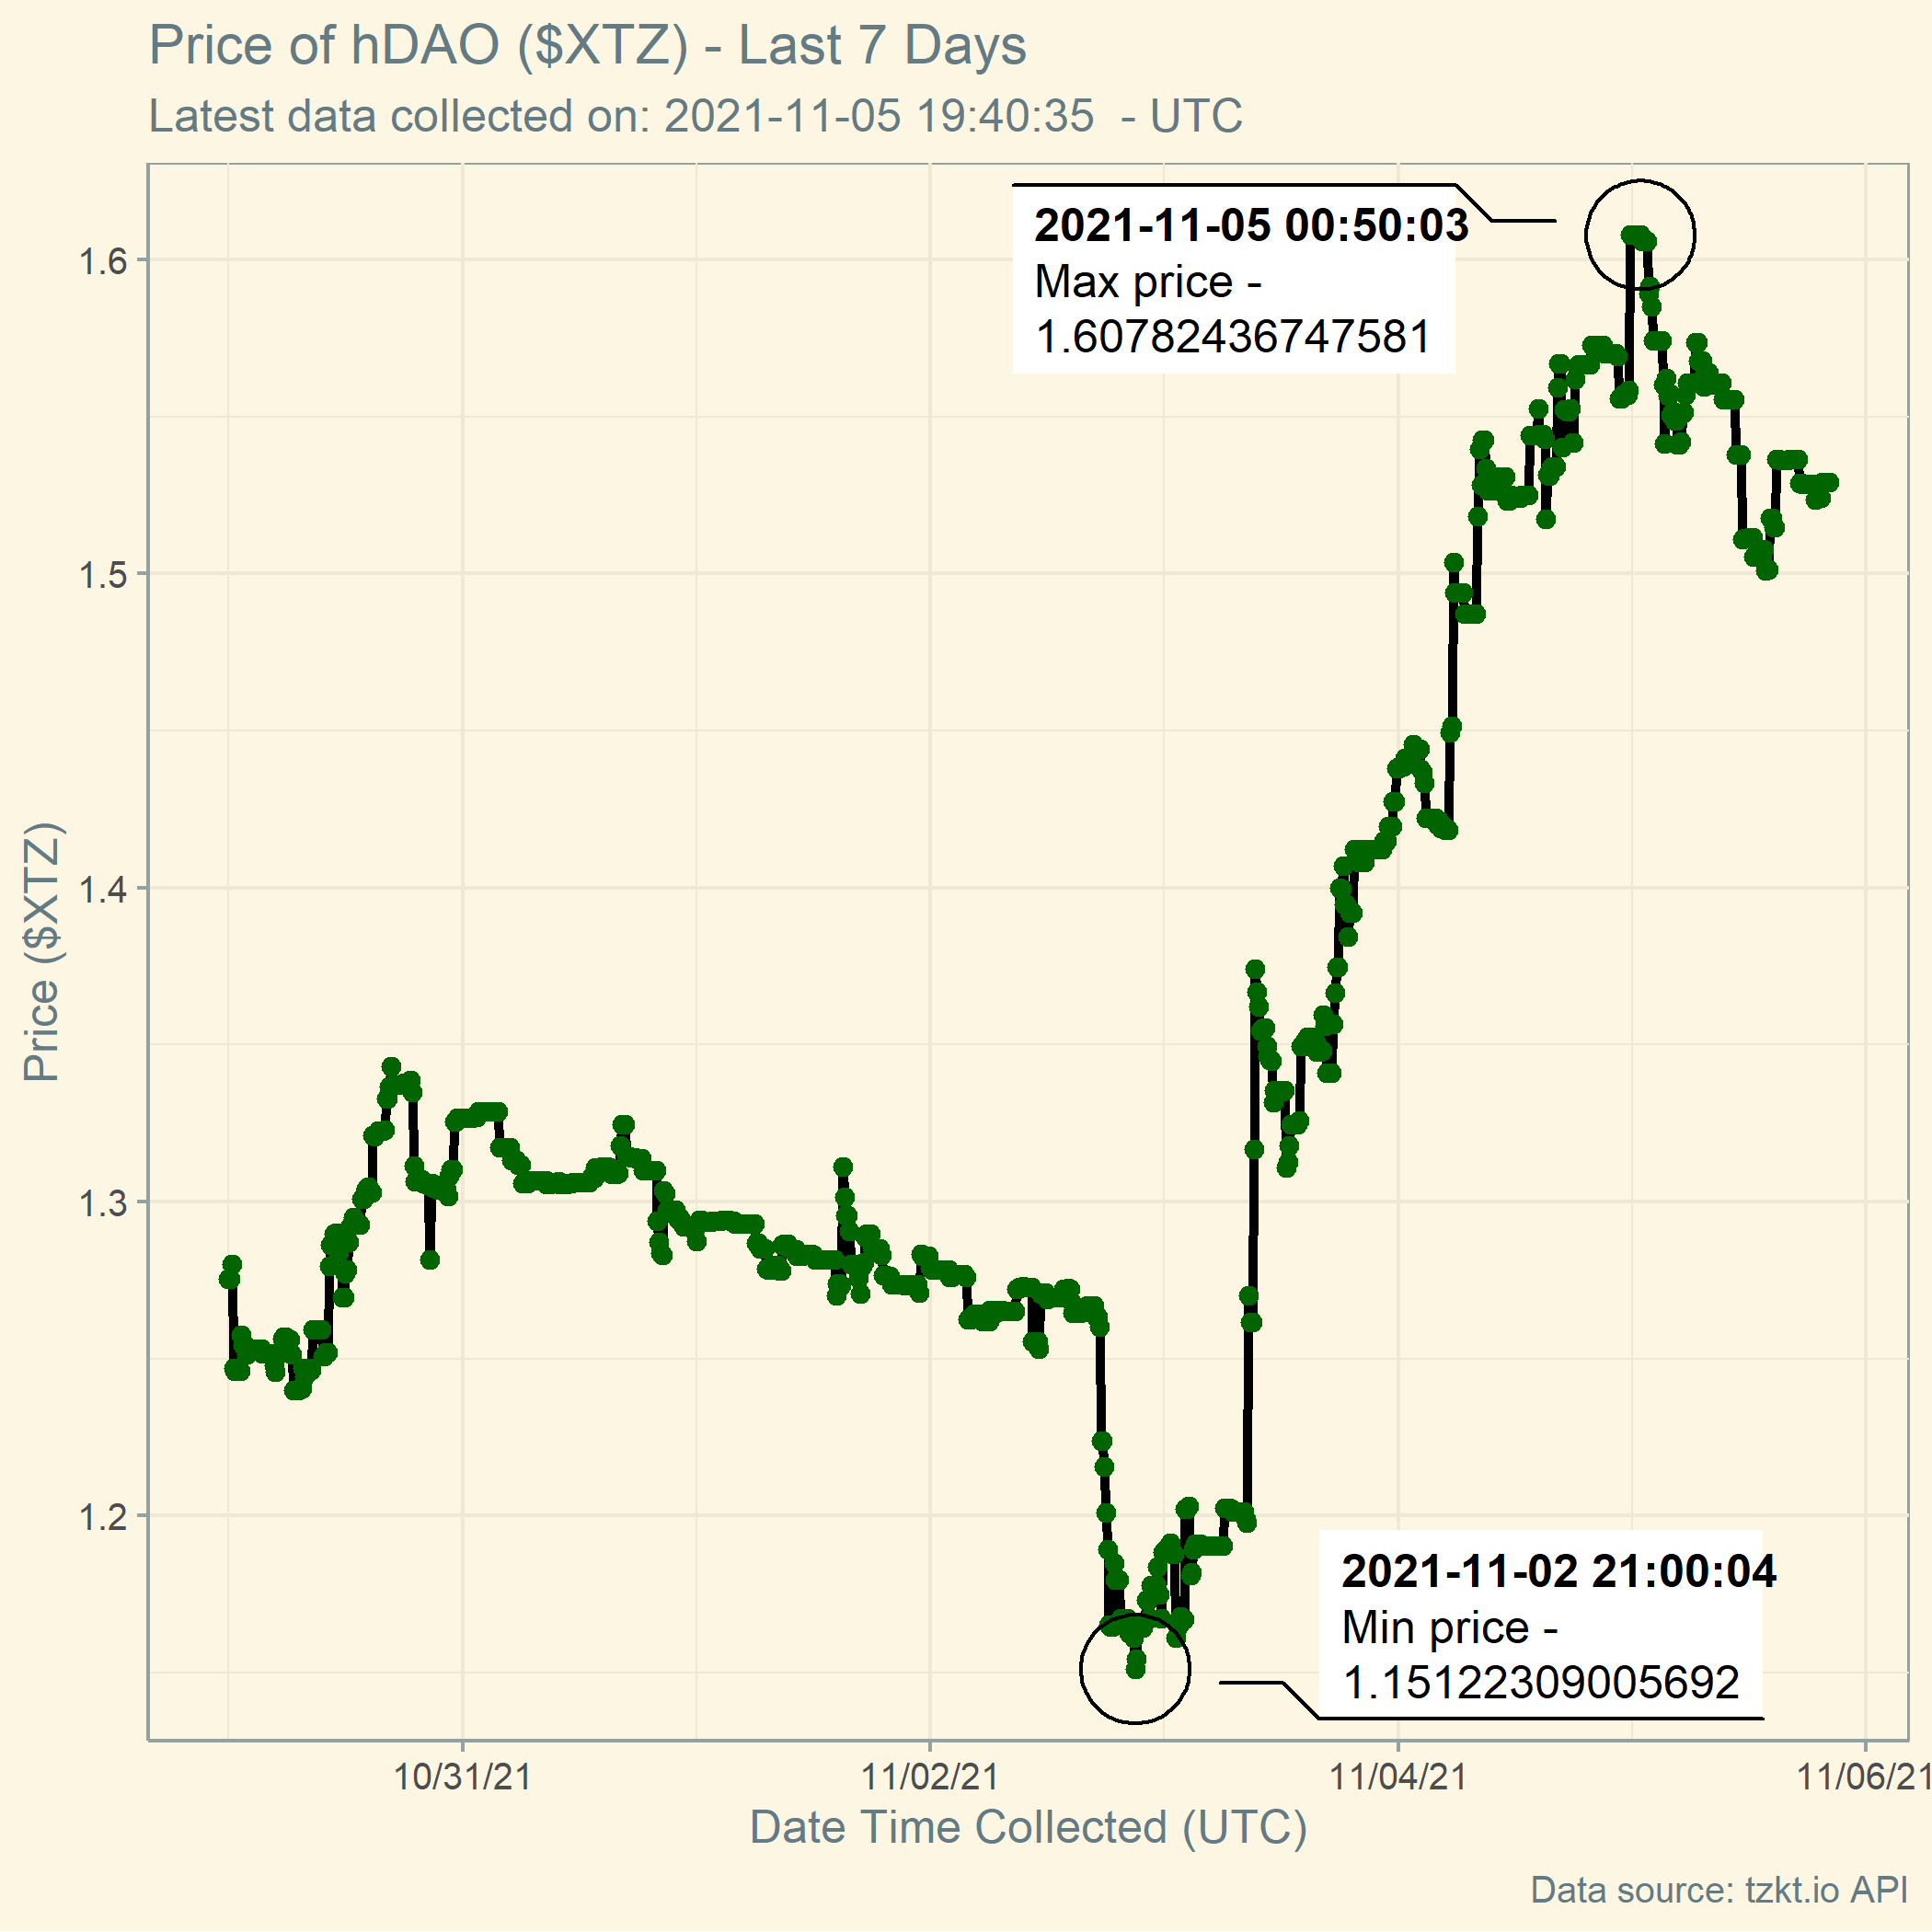 Price of hDAO ($XTZ) - Last 7 Days
Latest data collected on: 2021-11-05 19:40:35  - UTC
2021-11-05 00:50:03
Max price -
1.60782436747581
1.6
1.5
1.4
1.3
1.2
Price ($XTZ)
2021-11-02 21:00:04
Min price -
1.15122309005692
10/31/21
11/02/21
11/04/21
11/06/21
Date Time Collected (UTC)
Data source: tzkt.io API